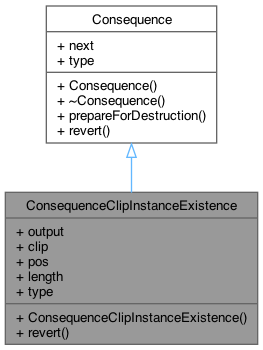 Consequence
+ next
+ type
+ Consequence()
+ ~Consequence()
+ prepareForDestruction()
+ revert()
ConsequenceClipInstanceExistence
+ output
+ clip
+ pos
+ length
+ type
+ ConsequenceClipInstanceExistence()
+ revert()